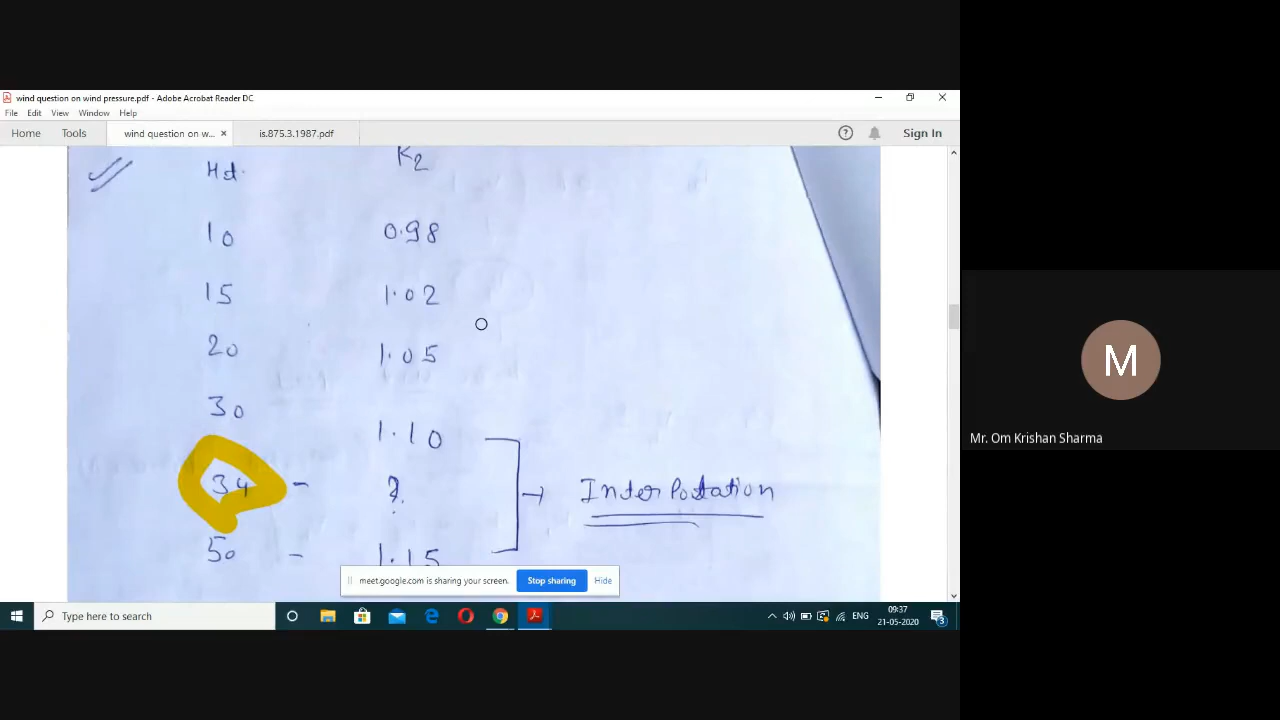 wind question on wind pressure.pdf - Adobe Acrobat Reader DC
File Edit View Window Help
Home Tools wind question on w... × is.875.3.1987.pdf Sign In
Ht. K2
10 0.98
15 1.02
20 1.05
30 1.10
34 - ?
50 - 1.15
→ Interpolation
meet.google.com is sharing your screen. Stop sharing Hide
Type here to search
ENG
09:37
21-05-2020
3
M
Mr. Om Krishan Sharma